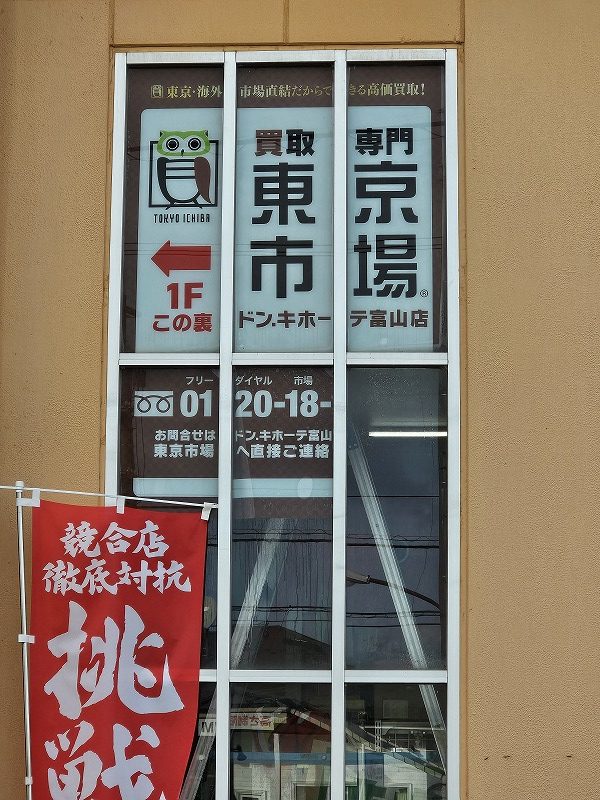 東京・海外市場直結だからできる高価買取！
買取専門
東京
市場®
TOKYO ICHIBA
1F
この裏
ドン.キホーテ富山店
フリーダイヤル 市場
0120-18-
お問合せはドン.キホーテ富山
東京市場へ直接ご連絡
競合店
徹底対抗
挑戦